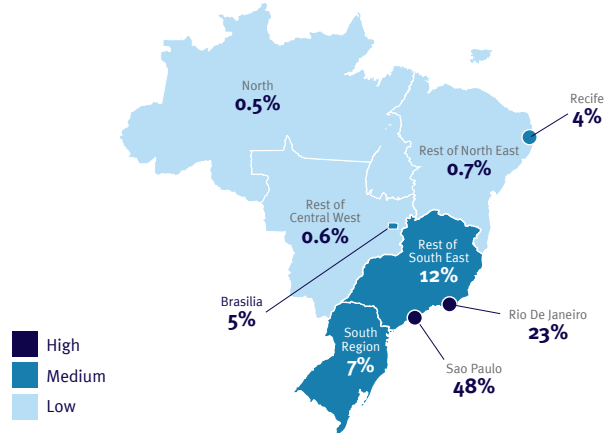 North
0.5%
Recife
4%
Rest of North East
0.7%
Rest of
Central West
0.6%
Rest of
South East
12%
Brasilia
5%
Rio De Janeiro
23%
South
Region
7%
Sao Paulo
48%
High
Medium
Low